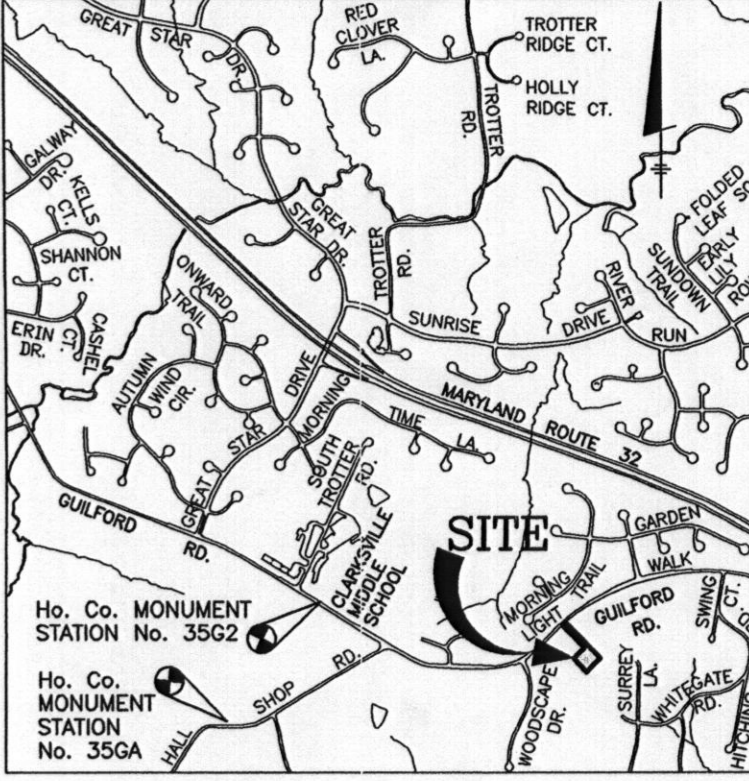 GREAT STAR DR.
RED
CLOVER
LA.
TROTTER
RIDGE CT.
HOLLY
RIDGE CT.
TROTTER
RD.
GALWAY
DR.
KELLS
CT.
SHANNON
CT.
ERIN
DR.
CASHEL
CT.
GREAT
STAR DR.
TROTTER
RD.
FOLDED
LEAF
EARLY
LILY
SUNDOWN
TRAIL
RIVER
RUN
SUNRISE DRIVE
ONWARD
TRAIL
AUTUMN
WIND
CIR.
GREAT STAR DRIVE
MORNING TIME LA.
MARYLAND ROUTE 32
SOUTH
TROTTER
RD.
GUILFORD
RD.
CLARKSVILLE
MIDDLE
SCHOOL
SITE
GARDEN
WALK
MORNING
LIGHT TRAIL
GUILFORD
RD.
SWING
CT.
SURREY
LA.
WHITEGATE
RD.
WOODSCAPE
DR.
Ho. Co. MONUMENT
STATION No. 35G2
Ho. Co.
MONUMENT
STATION
No. 35GA
HALL SHOP RD.